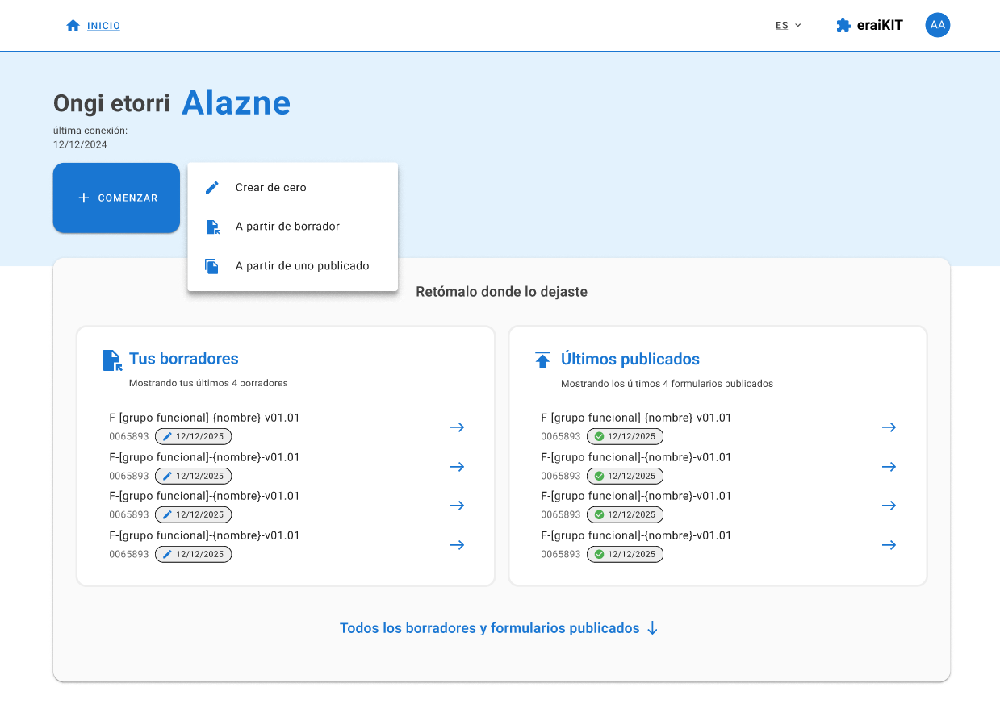 INICIO
ES
eraiKIT
AA
Ongi etorri Alazne
última conexión:
12/12/2024
COMENZAR
Crear de cero
A partir de borrador
A partir de uno publicado
Retómalo donde lo dejaste
Tus borradores
Mostrando tus últimos 4 borradores
F-[grupo funcional]-{nombre}-v01.01
0065893 12/12/2025
F-[grupo funcional]-{nombre}-v01.01
0065893 12/12/2025
F-[grupo funcional]-{nombre}-v01.01
0065893 12/12/2025
F-[grupo funcional]-{nombre}-v01.01
0065893 12/12/2025
Últimos publicados
Mostrando los últimos 4 formularios publicados
F-[grupo funcional]-{nombre}-v01.01
0065893 12/12/2025
F-[grupo funcional]-{nombre}-v01.01
0065893 12/12/2025
F-[grupo funcional]-{nombre}-v01.01
0065893 12/12/2025
F-[grupo funcional]-{nombre}-v01.01
0065893 12/12/2025
Todos los borradores y formularios publicados